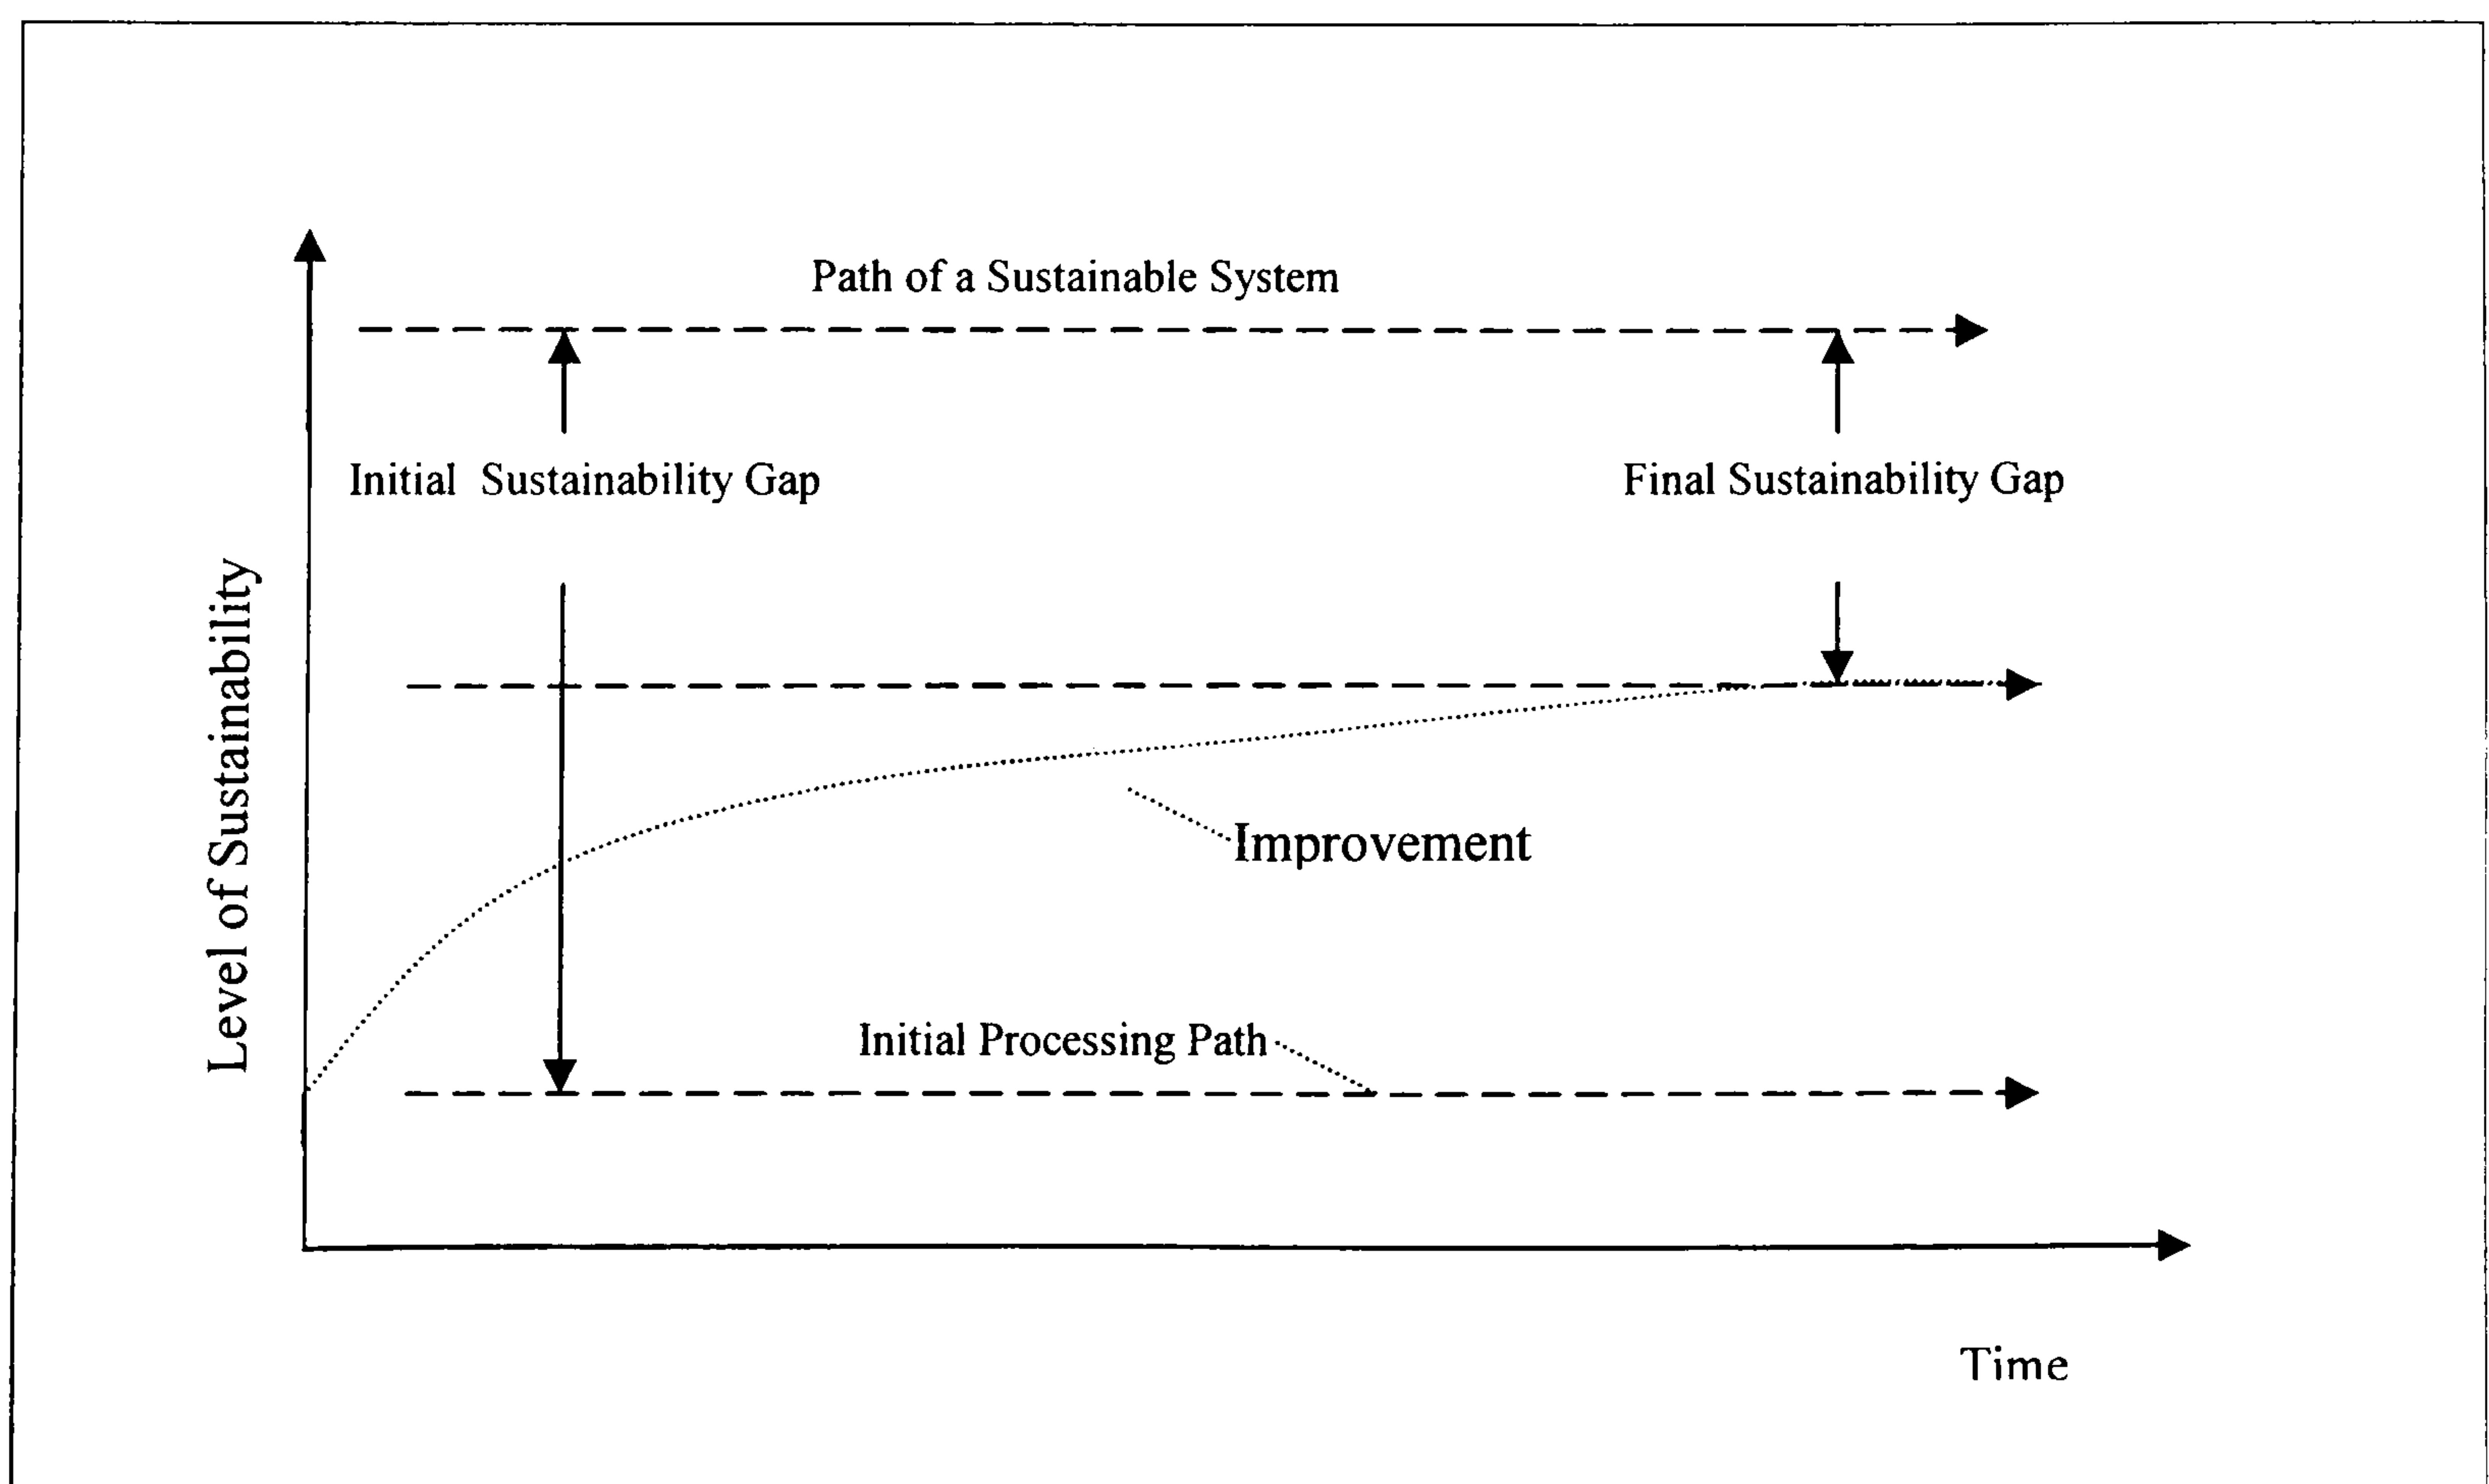 Path of a Sustainable System
Initial Sustainability Gap
Final Sustainability Gap
Level of Sustainability
Improvement
Initial Processing Path
Time